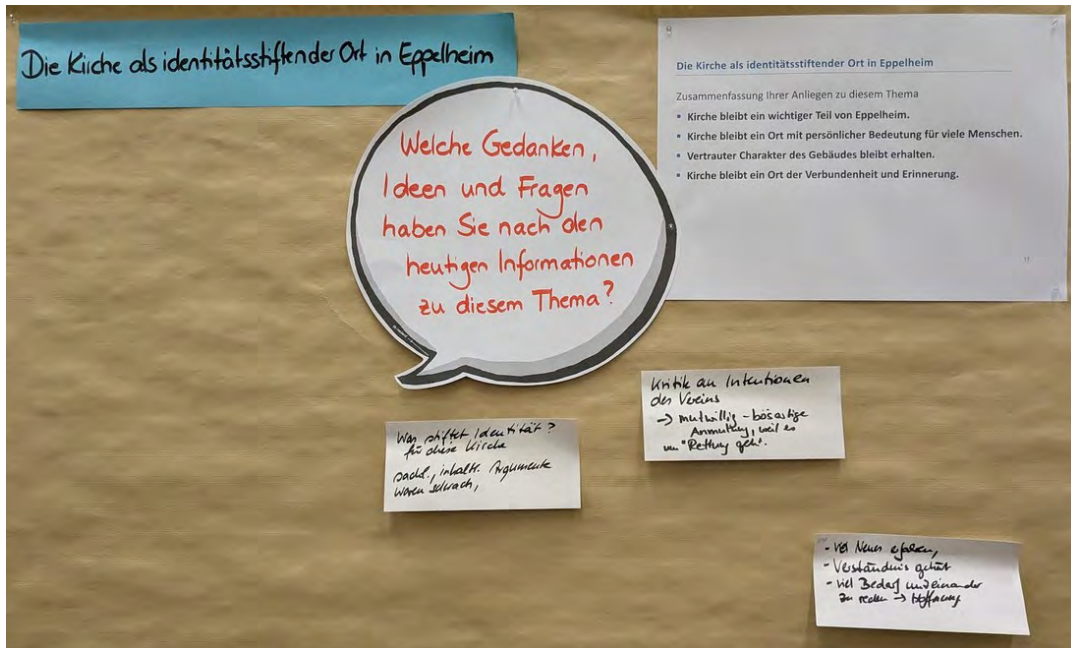 Die Kirche als identitätsstiftender Ort in Eppelheim
Welche Gedanken,
Ideen und Fragen
haben Sie nach den
heutigen Informationen
zu diesem Thema?
Die Kirche als identitätsstiftender Ort in Eppelheim
Zusammenfassung Ihrer Anliegen zu diesem Thema
▪ Kirche bleibt ein wichtiger Teil von Eppelheim.
▪ Kirche bleibt ein Ort mit persönlicher Bedeutung für viele Menschen.
▪ Vertrauter Charakter des Gebäudes bleibt erhalten.
▪ Kirche bleibt ein Ort der Verbundenheit und Erinnerung.
Kritik an Intentionen
des Vereins
→ mutwillig - bösartige
Anmutung, weil es
um "Rettung geht".
Was stiftet Identität?
für diese Kirche
sachl., inhaltl. Argumente
waren schwach,
- viel Neues erfahren,
- Verständnis
- viel Bedarf miteinander
zu reden → Hoffnung